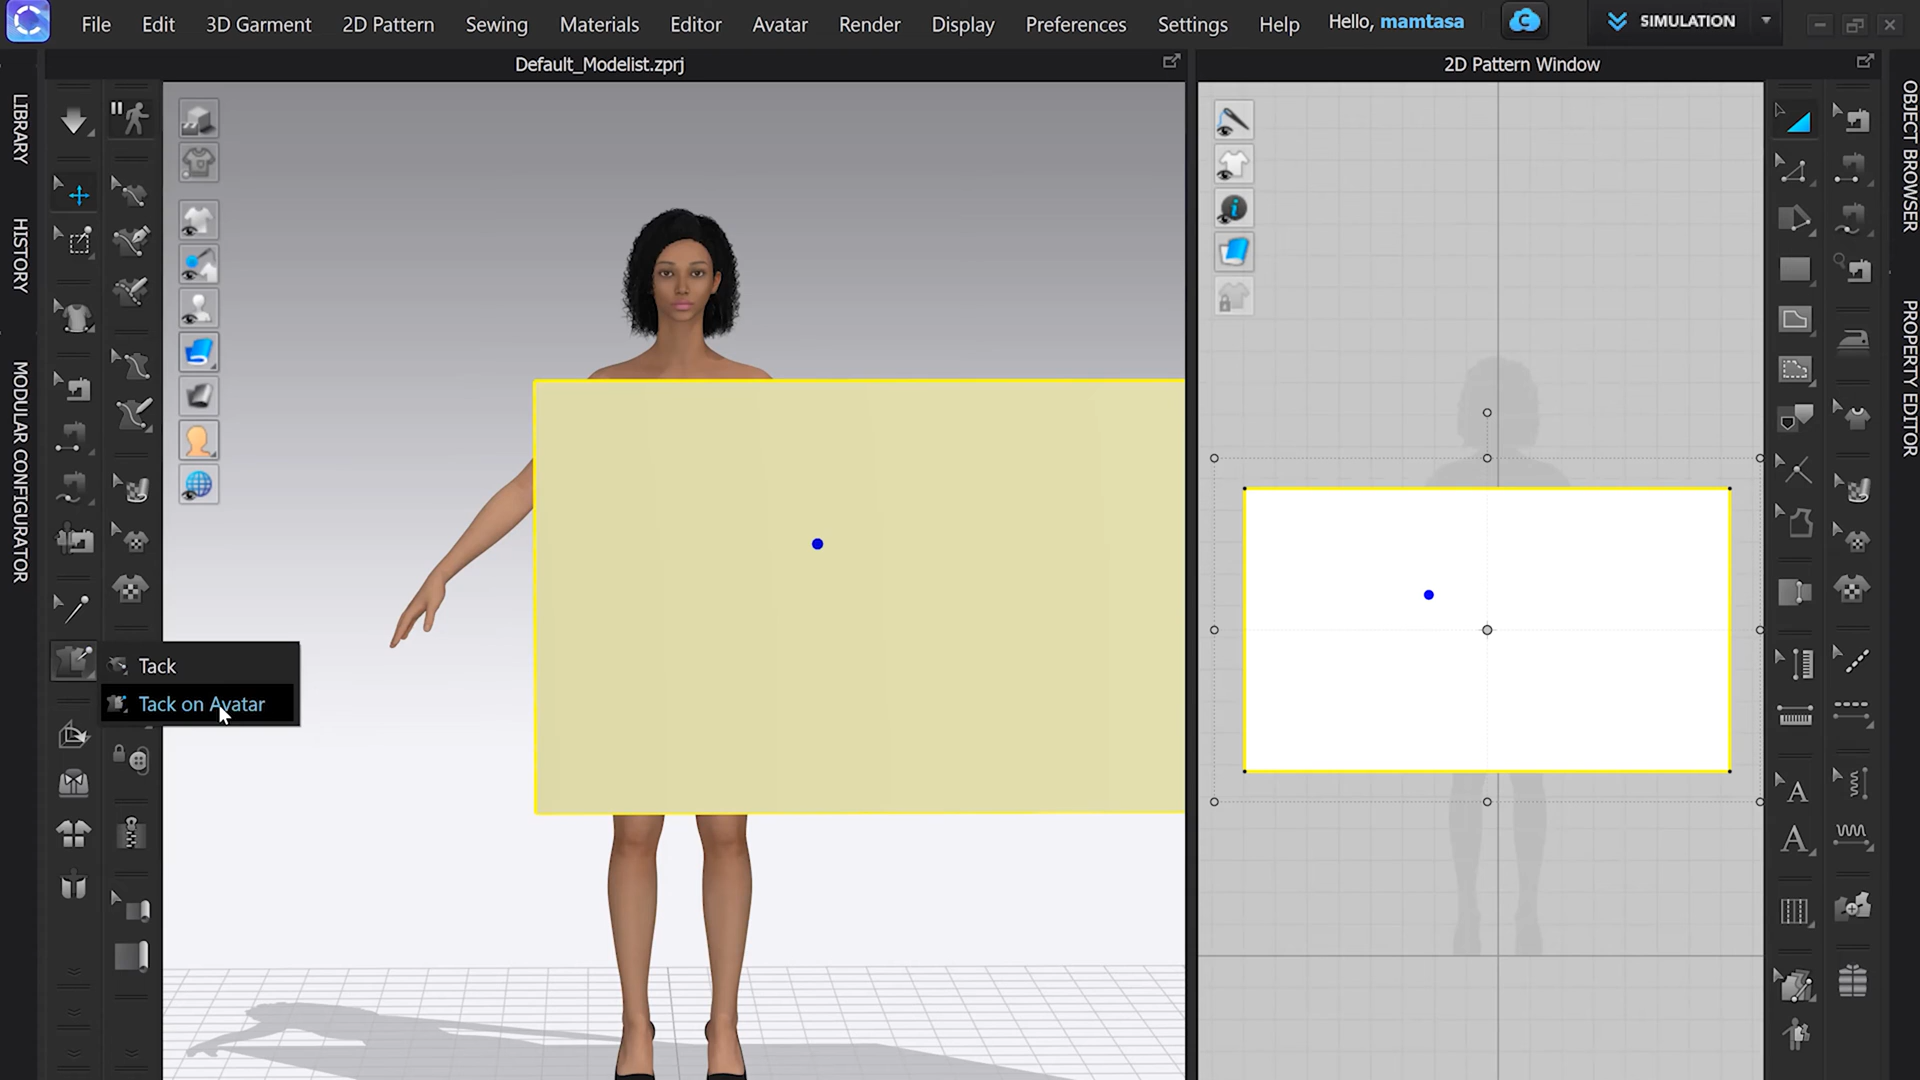 File Edit 3D Garment 2D Pattern Sewing Materials Editor Avatar Render Display Preferences Settings Help Hello, mamtasa SIMULATION
Default_Modelist.zprj
2D Pattern Window
LIBRARY
HISTORY
MODULAR CONFIGURATOR
Tack
Tack on Avatar
OBJECT BROWSER
PROPERTY EDITOR